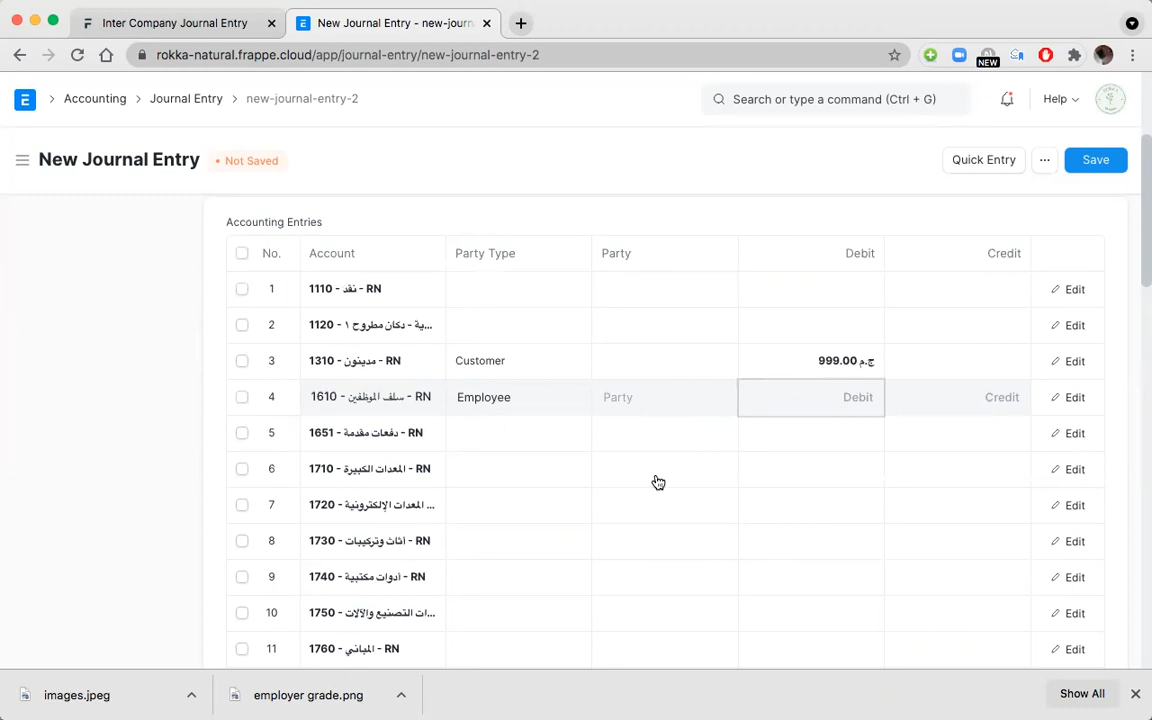 Inter Company Journal Entry
New Journal Entry - new-journ
rokka-natural.frappe.cloud/app/journal-entry/new-journal-entry-2
NEW
E
Accounting
Journal Entry
new-journal-entry-2
Search or type a command (Ctrl + G)
Help
New Journal Entry
Not Saved
Quick Entry
Save
Accounting Entries
No. Account Party Type Party Debit Credit
1 1110 - نقد - RN Edit
2 1120 - ية - دكان مطروح ١... Edit
3 1310 - مدينون - RN Customer ج.م 999.00 Edit
4 1610 - سلف الموظفين - RN Employee Party Debit Credit Edit
5 1651 - دفعات مقدمة - RN Edit
6 1710 - المعدات الكبيرة - RN Edit
7 1720 - المعدات الإلكترونية ... Edit
8 1730 - أثاث وتركيبات - RN Edit
9 1740 - أدوات مكتبية - RN Edit
10 1750 - ات التصنيع والآلات... Edit
11 1760 - المباني - RN Edit
images.jpeg
employer grade.png
Show All